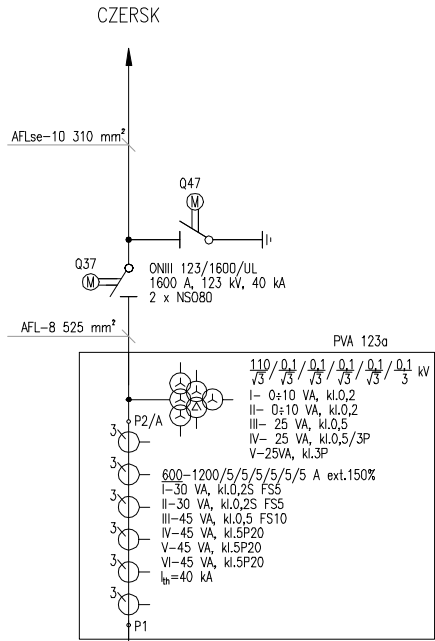 CZERSK
AFLse-10 310 mm²
Q47
M
Q37
M
ONIII 123/1600/UL
1600 A, 123 kV, 40 kA
2 x NSO80
AFL-8 525 mm²
PVA 123a
110/√3 / 0,1/√3 / 0,1/√3 / 0,1/√3 / 0,1/√3 / 0,1/3 kV
I- 0÷10 VA, kl.0,2
II- 0÷10 VA, kl.0,2
III- 25 VA, kl.0,5
IV- 25 VA, kl.0,5/3P
V-25VA, kl.3P
P2/A
3
3
3
3
3
3
600-1200/5/5/5/5/5/5 A ext.150%
I-30 VA, kl.0,2S FS5
II-30 VA, kl.0,2S FS5
III-45 VA, kl.0,5 FS10
IV-45 VA, kl.5P20
V-45 VA, kl.5P20
VI-45 VA, kl.5P20
Ith=40 kA
P1